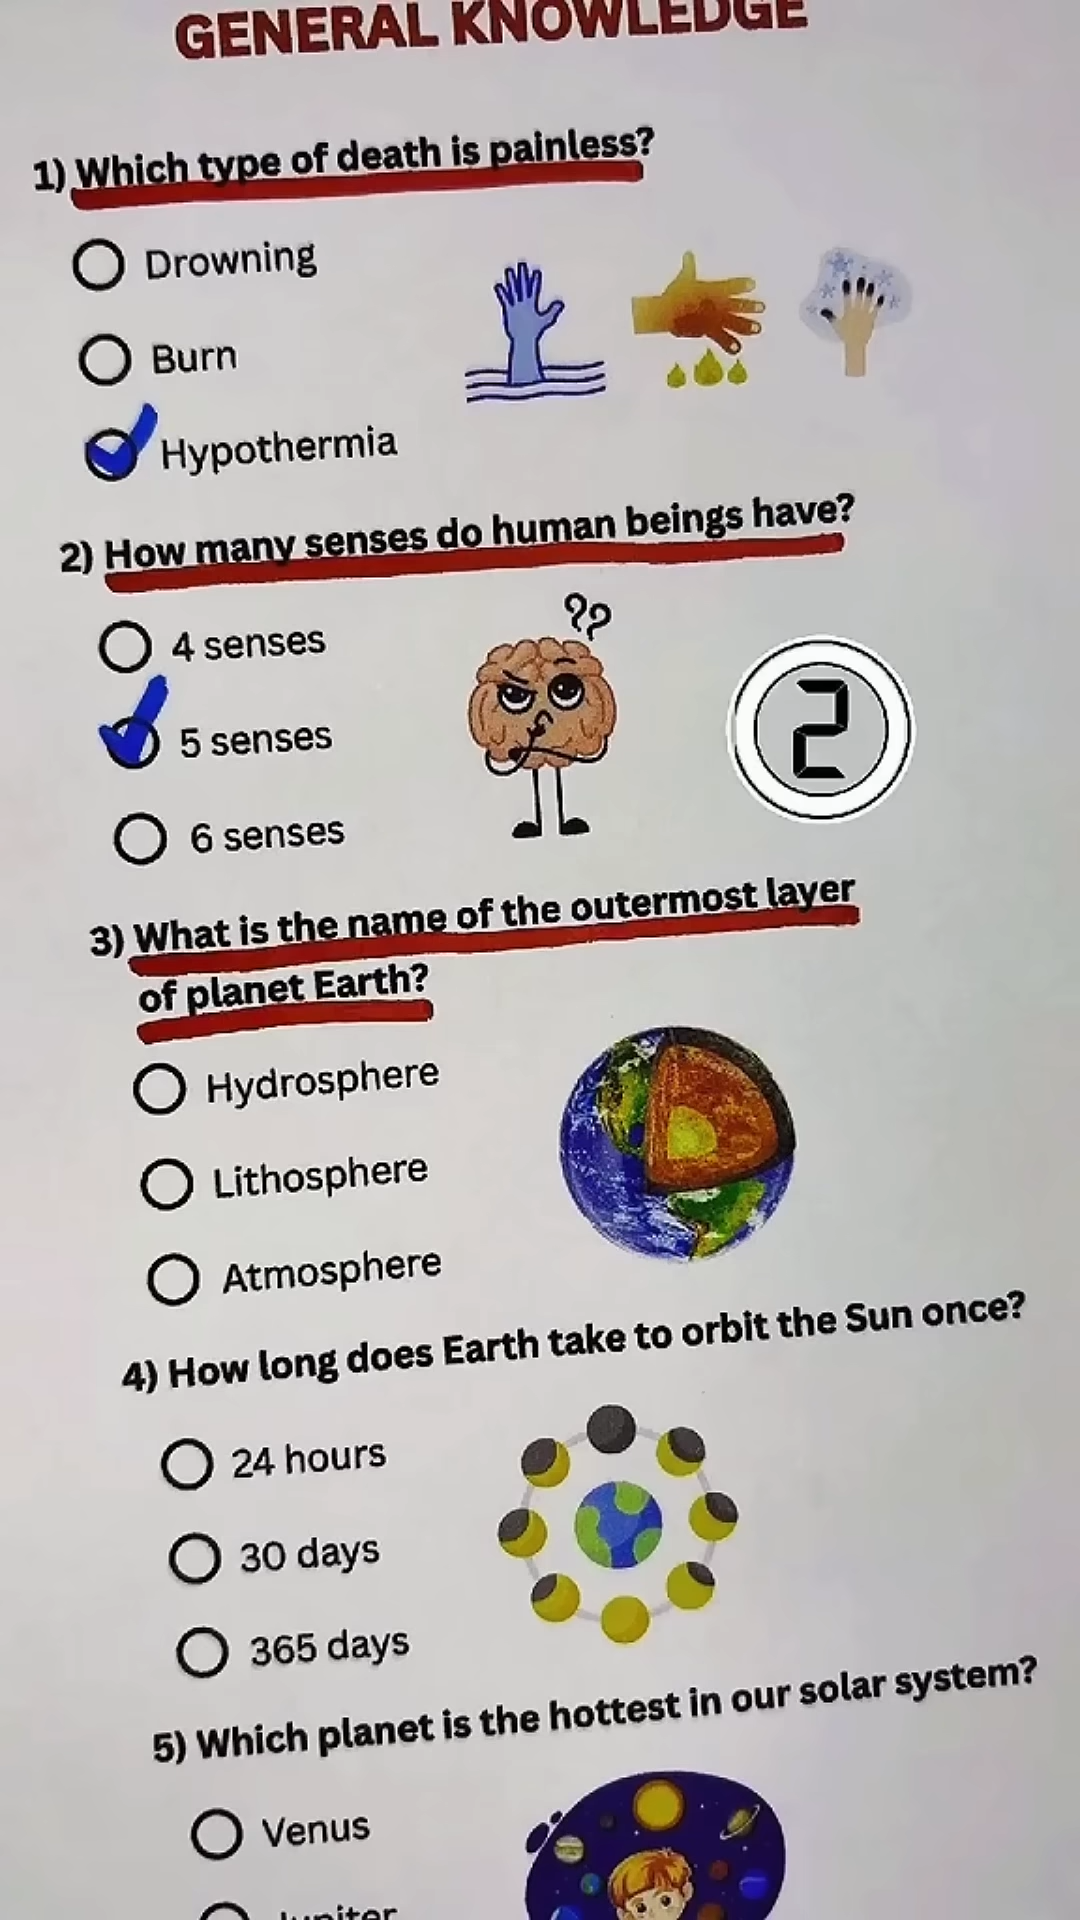 GENERAL KNOWLEDGE
1) Which type of death is painless?
Drowning
Burn
Hypothermia
2) How many senses do human beings have?
??
4 senses
5 senses
2
6 senses
3) What is the name of the outermost layer
of planet Earth?
Hydrosphere
Lithosphere
Atmosphere
4) How long does Earth take to orbit the Sun once?
24 hours
30 days
365 days
5) Which planet is the hottest in our solar system?
Venus
Jupiter